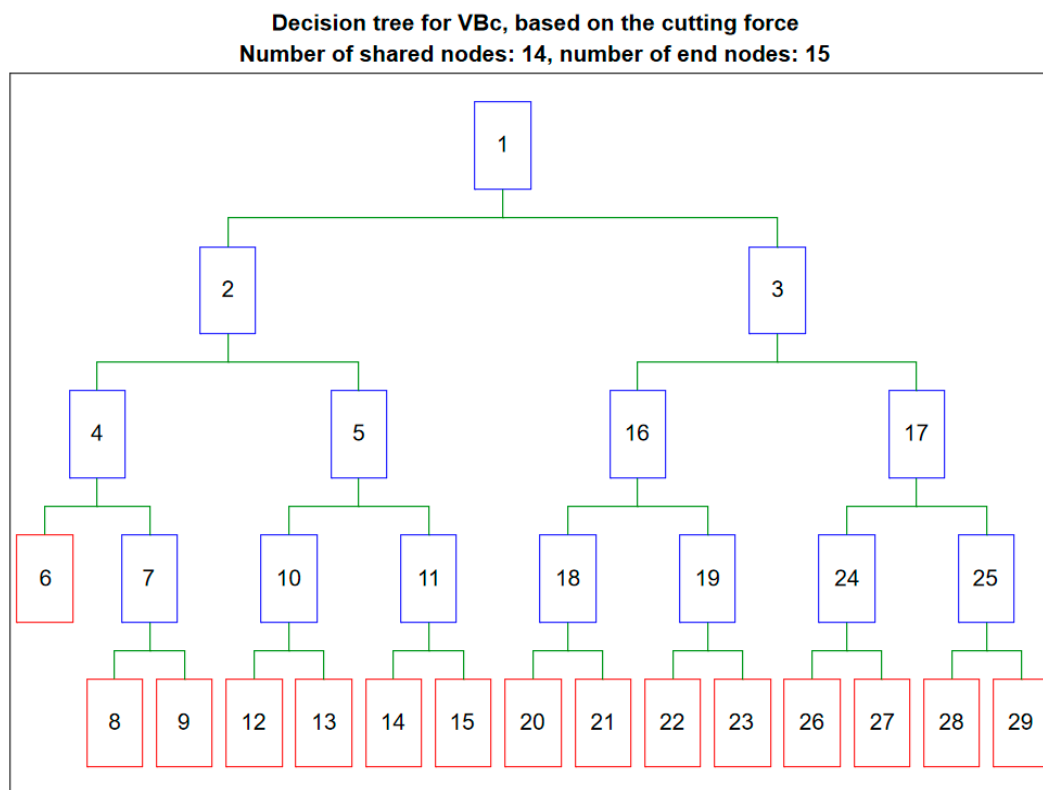 Decision tree for VBc, based on the cutting force
Number of shared nodes: 14, number of end nodes: 15
1
2 3
4 5 16 17
6 7 10 11 18 19 24 25
8 9 12 13 14 15 20 21 22 23 26 27 28 29